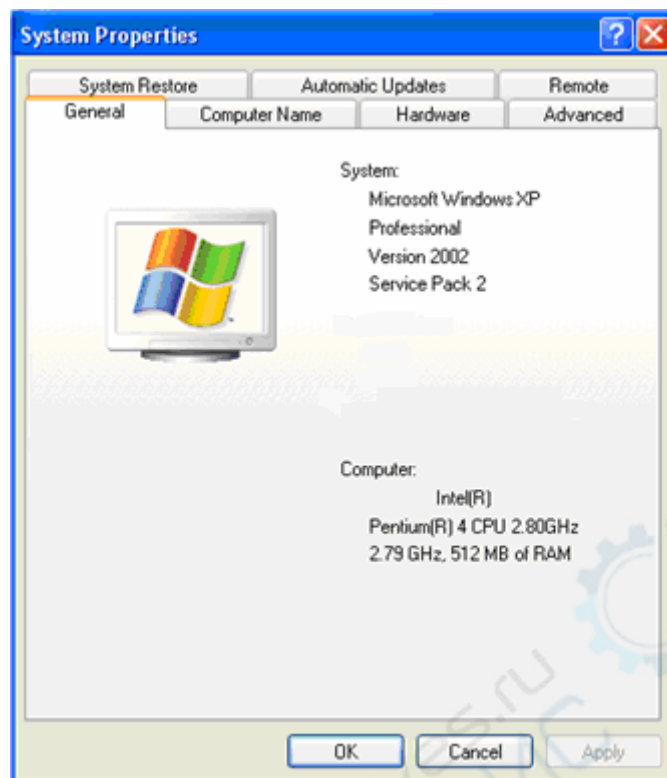 System Properties
System Restore Automatic Updates Remote
General Computer Name Hardware Advanced
System:
Microsoft Windows XP
Professional
Version 2002
Service Pack 2
Computer:
Intel(R)
Pentium(R) 4 CPU 2.80GHz
2.79 GHz, 512 MB of RAM
OK Cancel Apply